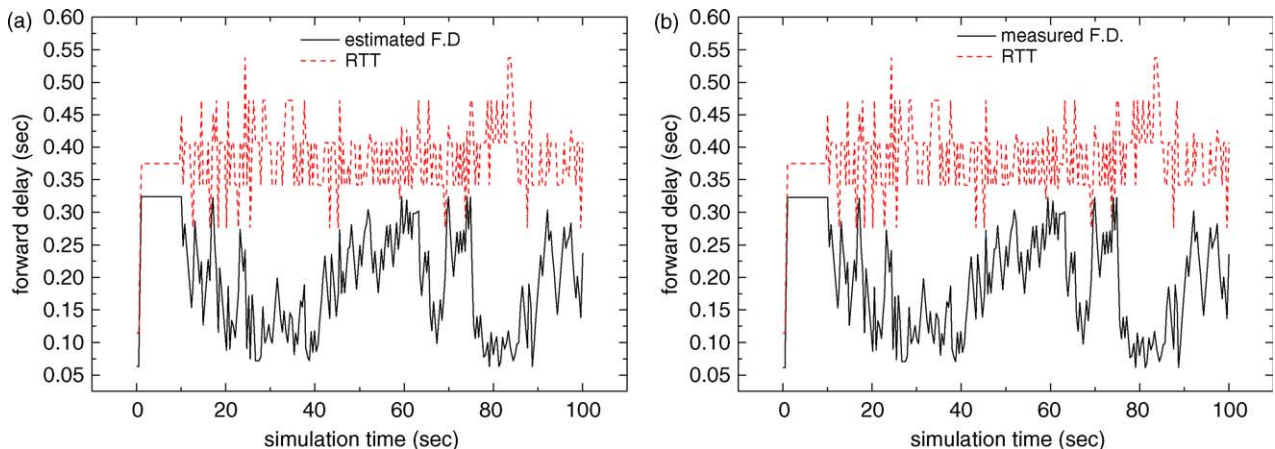 (a)
0.60
0.55
0.50
0.45
0.40
0.35
0.30
0.25
0.20
0.15
0.10
0.05
forward delay (sec)
estimated F.D
RTT
0 20 40 60 80 100
simulation time (sec)
(b)
0.60
0.55
0.50
0.45
0.40
0.35
0.30
0.25
0.20
0.15
0.10
0.05
forward delay (sec)
measured F.D.
RTT
0 20 40 60 80 100
simulation time (sec)